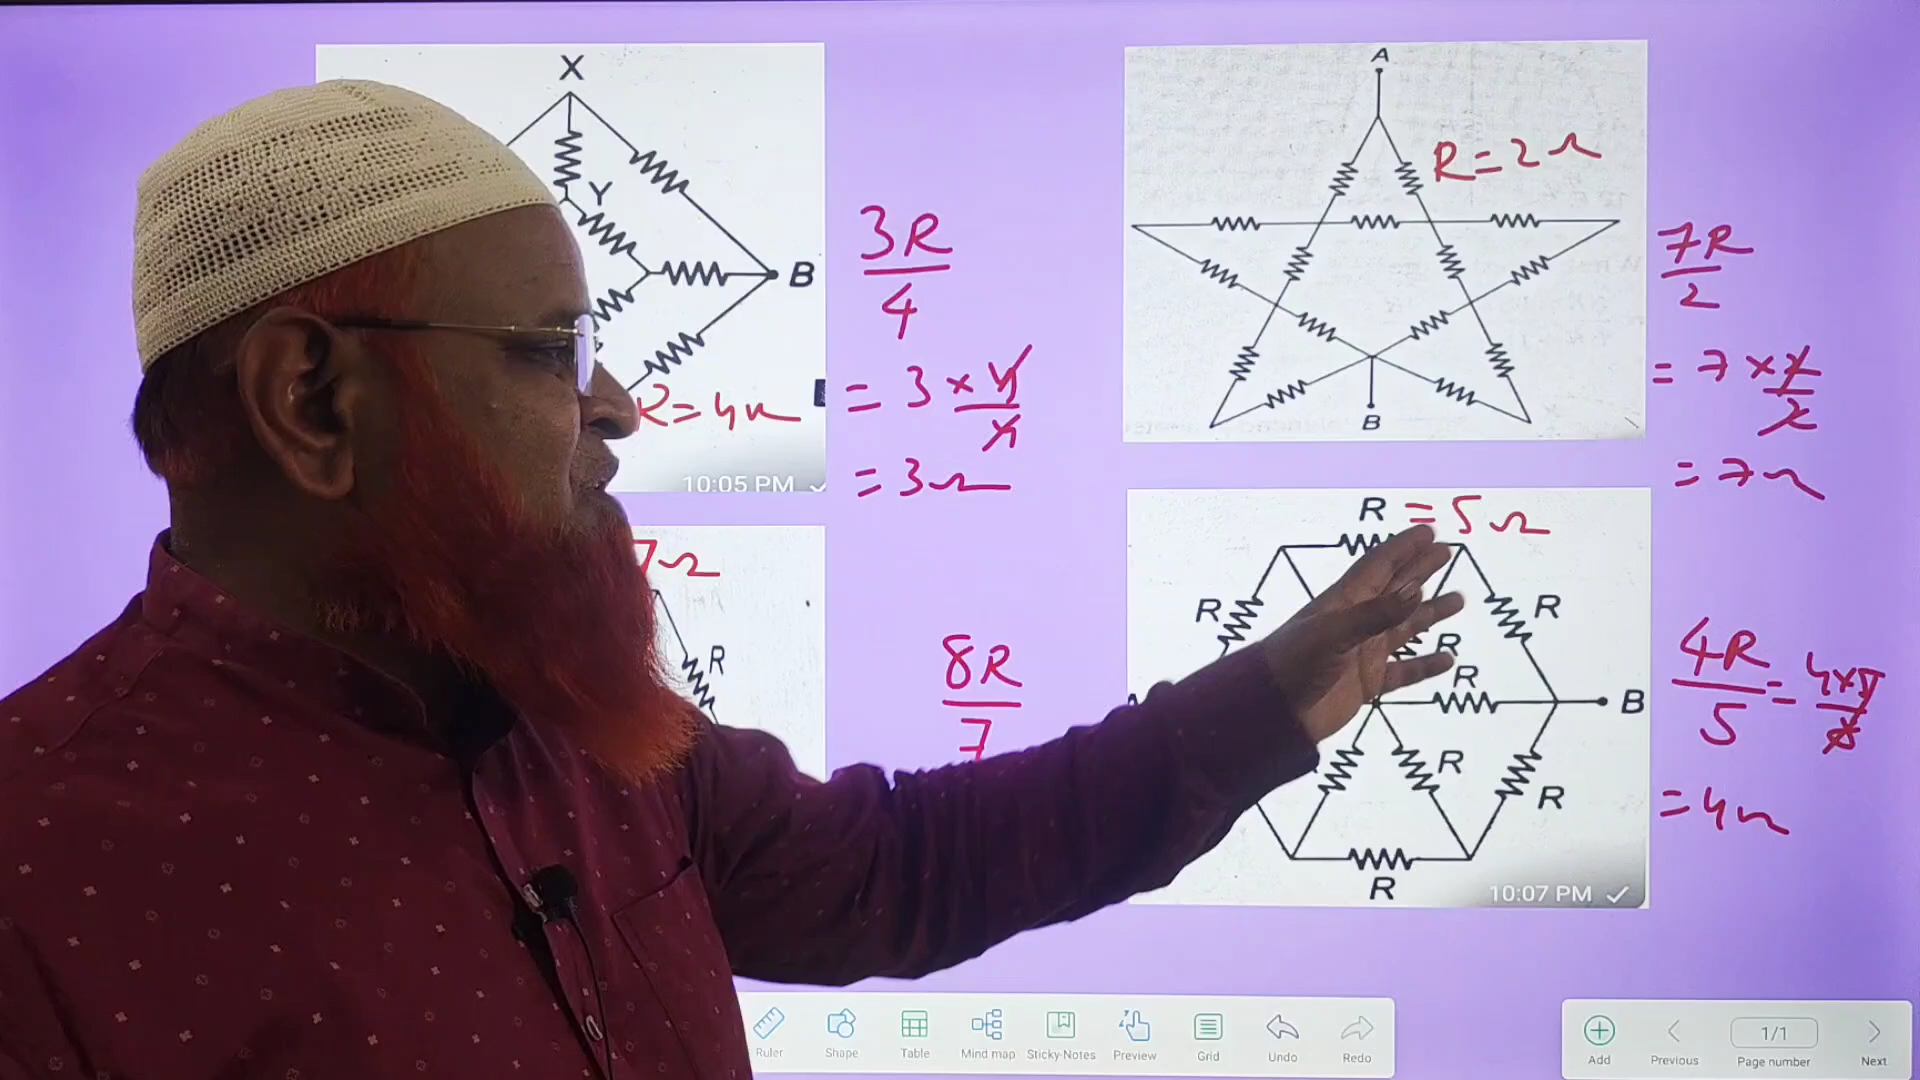 X
Y
B
R = 4Ω
10:05 PM
3R
4
= 3 × 4
4
= 3Ω
A
R = 2Ω
B
7R
2
= 7 × 2
2
= 7Ω
7Ω
R
8R
7
R = 5Ω
R
R
R
R
B
R
R
R
10:07 PM
4R
5
= 4×5
5
= 4Ω
Ruler
Shape
Table
Mind map
Sticky-Notes
Preview
Grid
Undo
Redo
Add
Previous
1/1
Page number
Next